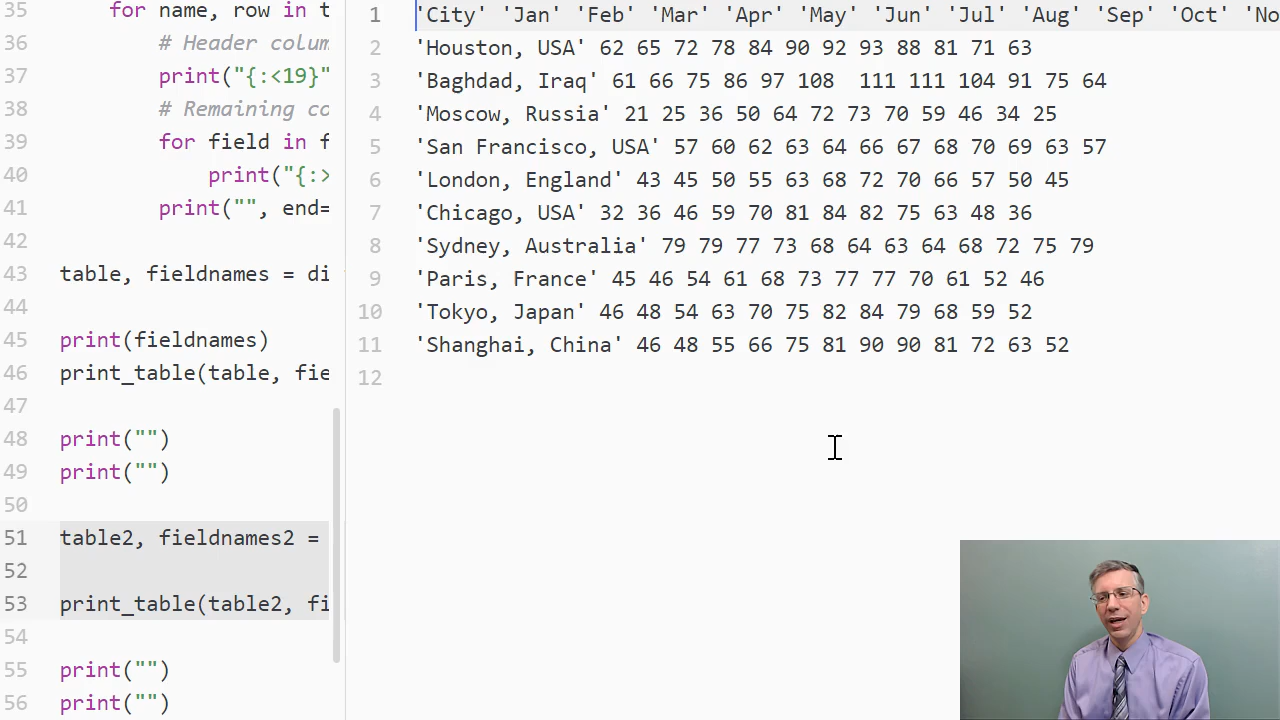 35 for name, row in t
36 # Header colum
37 print("{:<19}"
38 # Remaining co
39 for field in f
40 print("{:>
41 print("", end=
42
43 table, fieldnames = di
44
45 print(fieldnames)
46 print_table(table, fie
47
48 print("")
49 print("")
50
51 table2, fieldnames2 =
52
53 print_table(table2, fi
54
55 print("")
56 print("")
1 'City' 'Jan' 'Feb' 'Mar' 'Apr' 'May' 'Jun' 'Jul' 'Aug' 'Sep' 'Oct' 'No
2 'Houston, USA' 62 65 72 78 84 90 92 93 88 81 71 63
3 'Baghdad, Iraq' 61 66 75 86 97 108  111 111 104 91 75 64
4 'Moscow, Russia' 21 25 36 50 64 72 73 70 59 46 34 25
5 'San Francisco, USA' 57 60 62 63 64 66 67 68 70 69 63 57
6 'London, England' 43 45 50 55 63 68 72 70 66 57 50 45
7 'Chicago, USA' 32 36 46 59 70 81 84 82 75 63 48 36
8 'Sydney, Australia' 79 79 77 73 68 64 63 64 68 72 75 79
9 'Paris, France' 45 46 54 61 68 73 77 77 70 61 52 46
10 'Tokyo, Japan' 46 48 54 63 70 75 82 84 79 68 59 52
11 'Shanghai, China' 46 48 55 66 75 81 90 90 81 72 63 52
12